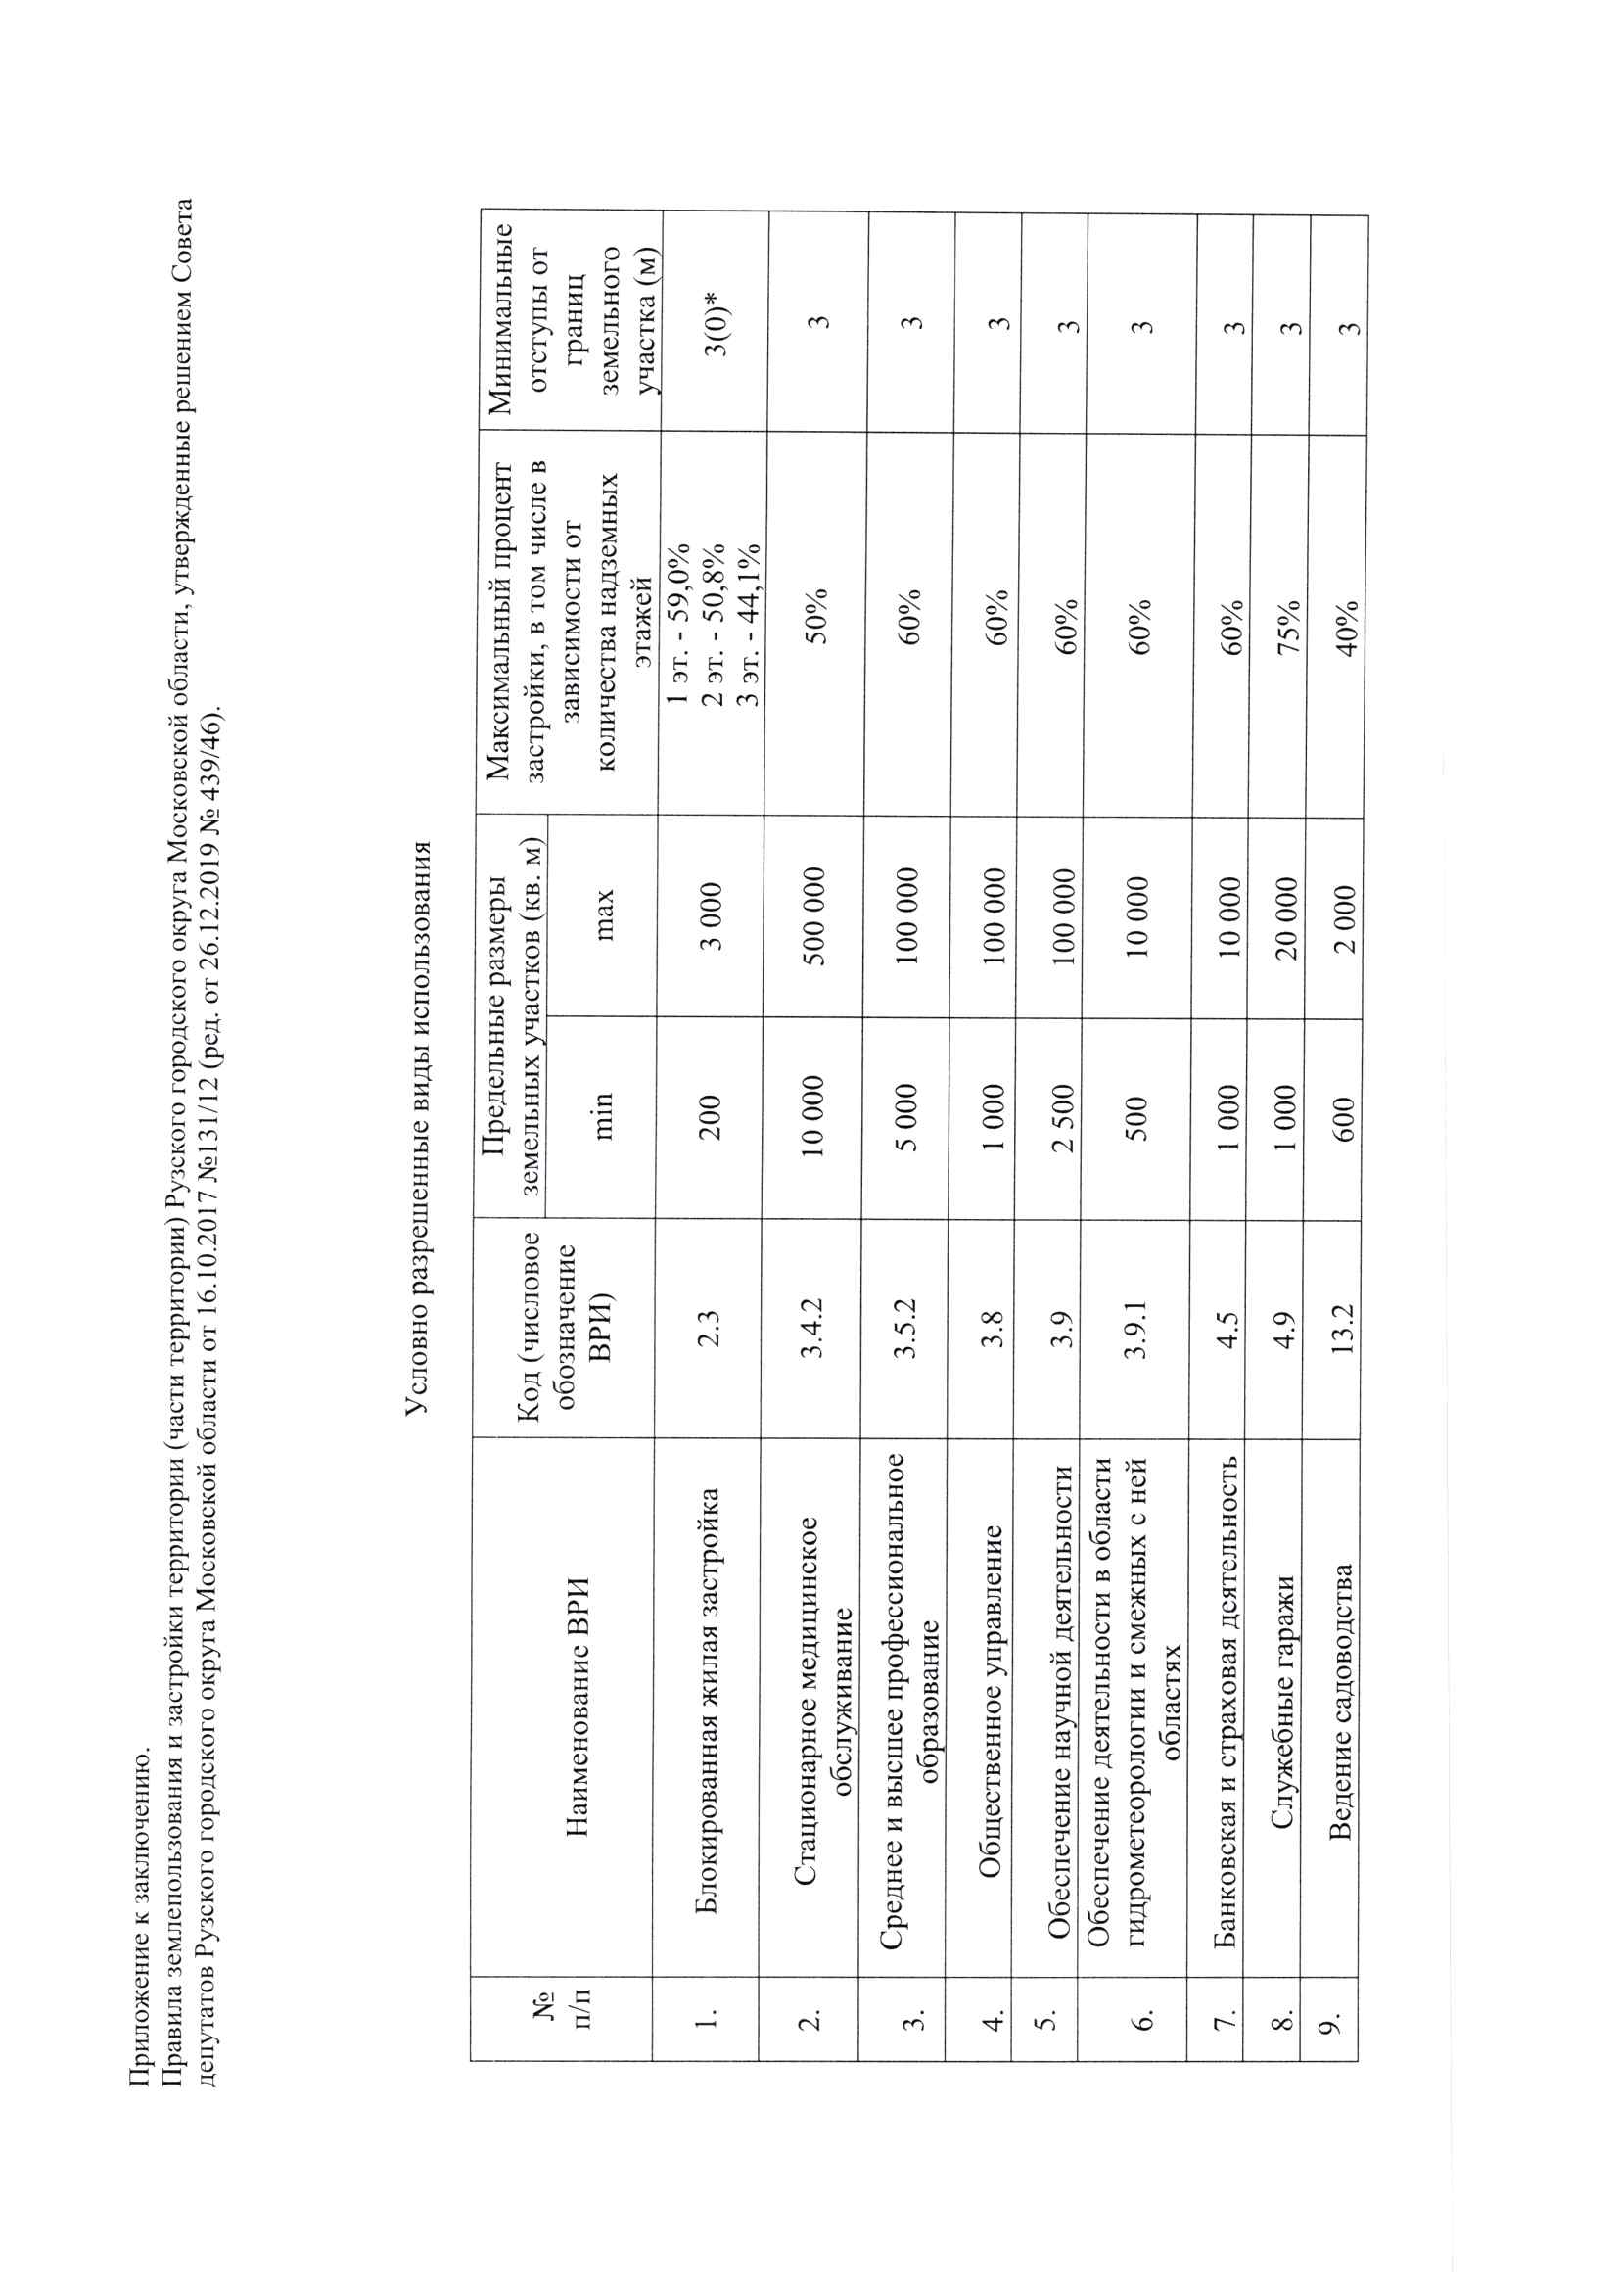 Приложение к заключению.
Правила землепользования и застройки территории (части территории) Рузского городского округа Московской области, утвержденные решением Совета
депутатов Рузского городского округа Московской области от 16.10.2017 №131/12 (ред. от 26.12.2019 № 439/46).
Условно разрешенные виды использования
№
п/п
Наименование ВРИ
Код (числовое
обозначение
ВРИ)
Предельные размеры
земельных участков (кв. м)
min
max
Максимальный процент
застройки, в том числе в
зависимости от
количества надземных
этажей
Минимальные
отступы от
границ
земельного
участка (м)
1.
Блокированная жилая застройка
2.3
200
3 000
1 эт. - 59,0%
2 эт. - 50,8%
3 эт. - 44,1%
3(0)*
2.
Стационарное медицинское
обслуживание
3.4.2
10 000
500 000
50%
3
3.
Среднее и высшее профессиональное
образование
3.5.2
5 000
100 000
60%
3
4.
Общественное управление
3.8
1 000
100 000
60%
3
5.
Обеспечение научной деятельности
3.9
2 500
100 000
60%
3
6.
Обеспечение деятельности в области
гидрометеорологии и смежных с ней
областях
3.9.1
500
10 000
60%
3
7.
Банковская и страховая деятельность
4.5
1 000
10 000
60%
3
8.
Служебные гаражи
4.9
1 000
20 000
75%
3
9.
Ведение садоводства
13.2
600
2 000
40%
3